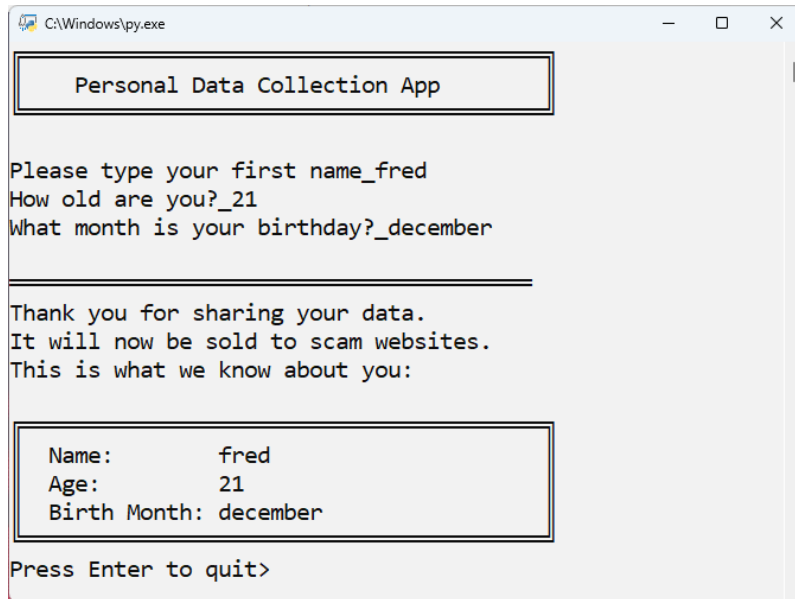 C:\Windows\py.exe
Personal Data Collection App
Please type your first name_fred
How old are you?_21
What month is your birthday?_december
Thank you for sharing your data.
It will now be sold to scam websites.
This is what we know about you:
Name: fred
Age: 21
Birth Month: december
Press Enter to quit>